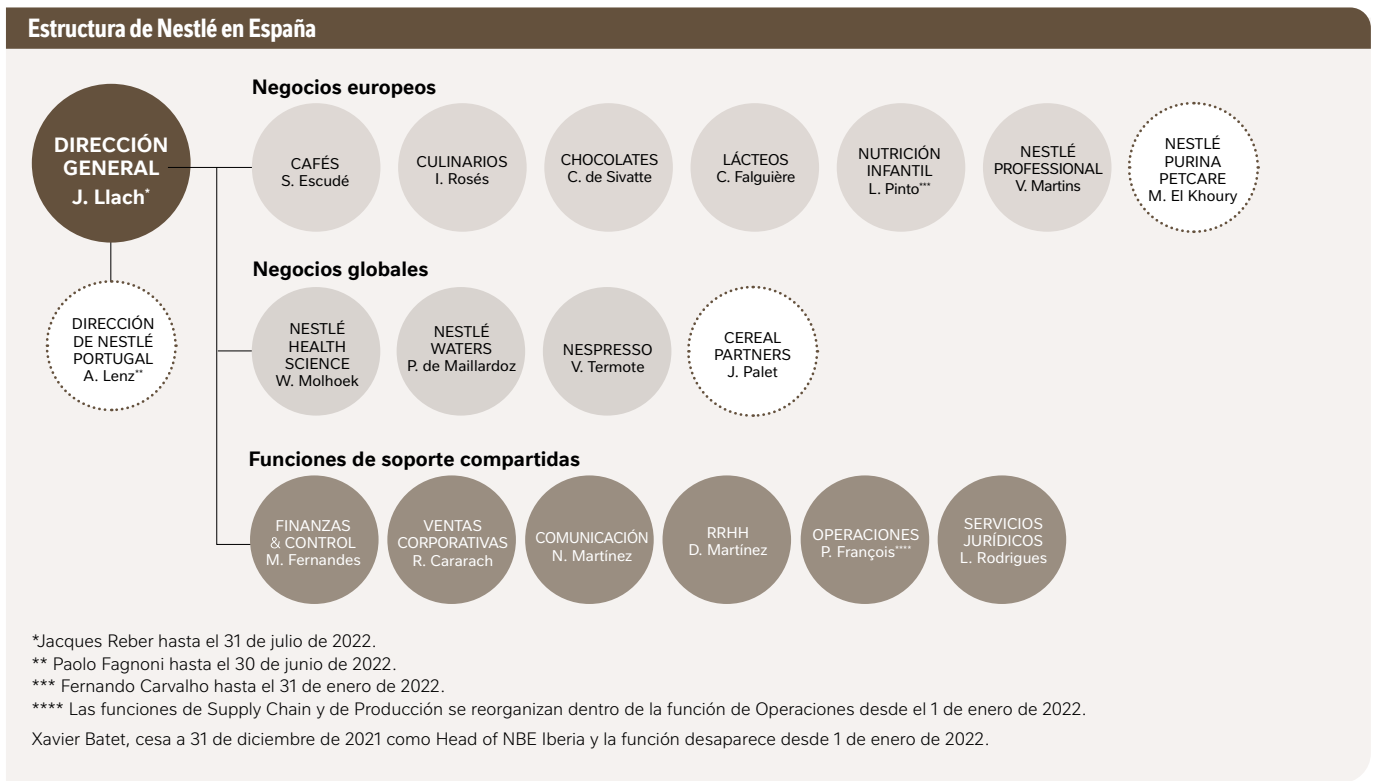 Estructura de Nestlé en España
DIRECCIÓN
GENERAL
J. Llach*
DIRECCIÓN
DE NESTLÉ
PORTUGAL
A. Lenz**
Negocios europeos
CAFÉS
S. Escudé
CULINARIOS
I. Rosés
CHOCOLATES
C. de Sivatte
LÁCTEOS
C. Falguière
NUTRICIÓN
INFANTIL
L. Pinto***
NESTLÉ
PROFESSIONAL
V. Martins
NESTLÉ
PURINA
PETCARE
M. El Khoury
Negocios globales
NESTLÉ
HEALTH
SCIENCE
W. Molhoek
NESTLÉ
WATERS
P. de Maillardoz
NESPRESSO
V. Termote
CEREAL
PARTNERS
J. Palet
Funciones de soporte compartidas
FINANZAS
& CONTROL
M. Fernandes
VENTAS
CORPORATIVAS
R. Cararach
COMUNICACIÓN
N. Martínez
RRHH
D. Martínez
OPERACIONES
P. François****
SERVICIOS
JURÍDICOS
L. Rodrigues
*Jacques Reber hasta el 31 de julio de 2022.
** Paolo Fagnoni hasta el 30 de junio de 2022.
*** Fernando Carvalho hasta el 31 de enero de 2022.
**** Las funciones de Supply Chain y de Producción se reorganizan dentro de la función de Operaciones desde el 1 de enero de 2022.
Xavier Batet, cesa a 31 de diciembre de 2021 como Head of NBE Iberia y la función desaparece desde 1 de enero de 2022.